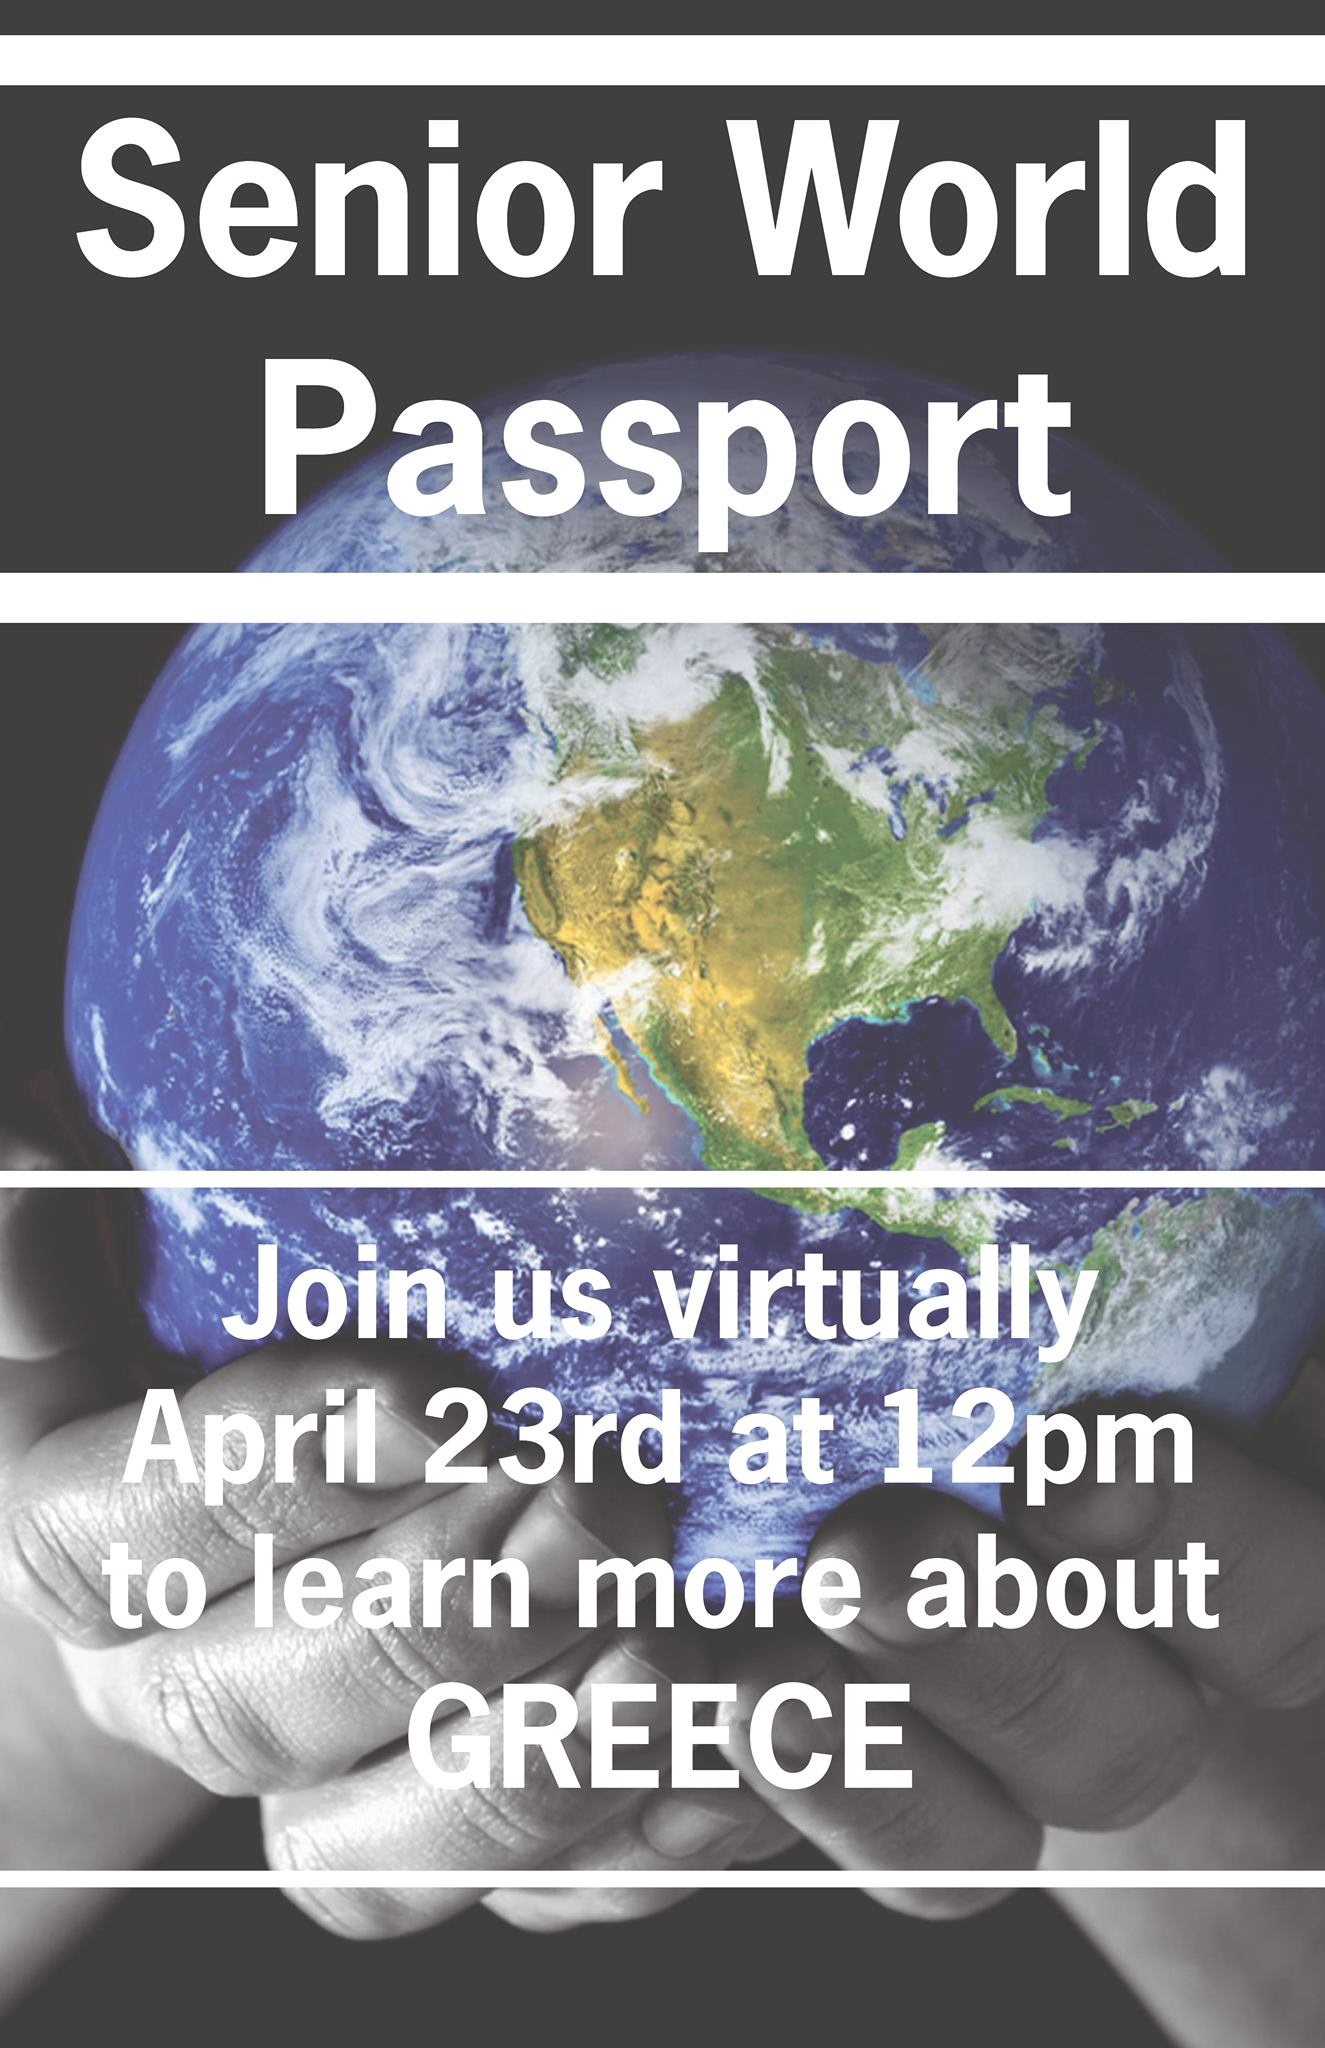 Senior World
Passport
Join us virtually
April 23rd at 12pm
to learn more about
GREECE